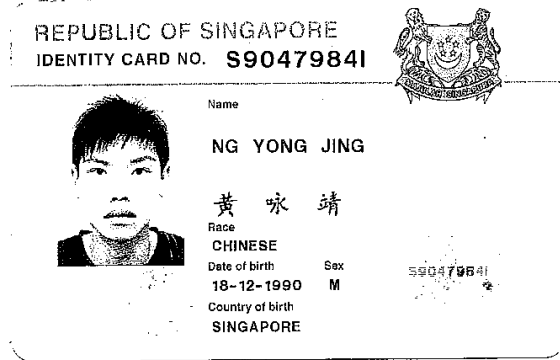 REPUBLIC OF SINGAPORE
IDENTITY CARD NO. S9047984I
Name
NG YONG JING
黄 咏 靖
Race
CHINESE
Date of birth Sex
18-12-1990 M
S9047984I
Country of birth
SINGAPORE